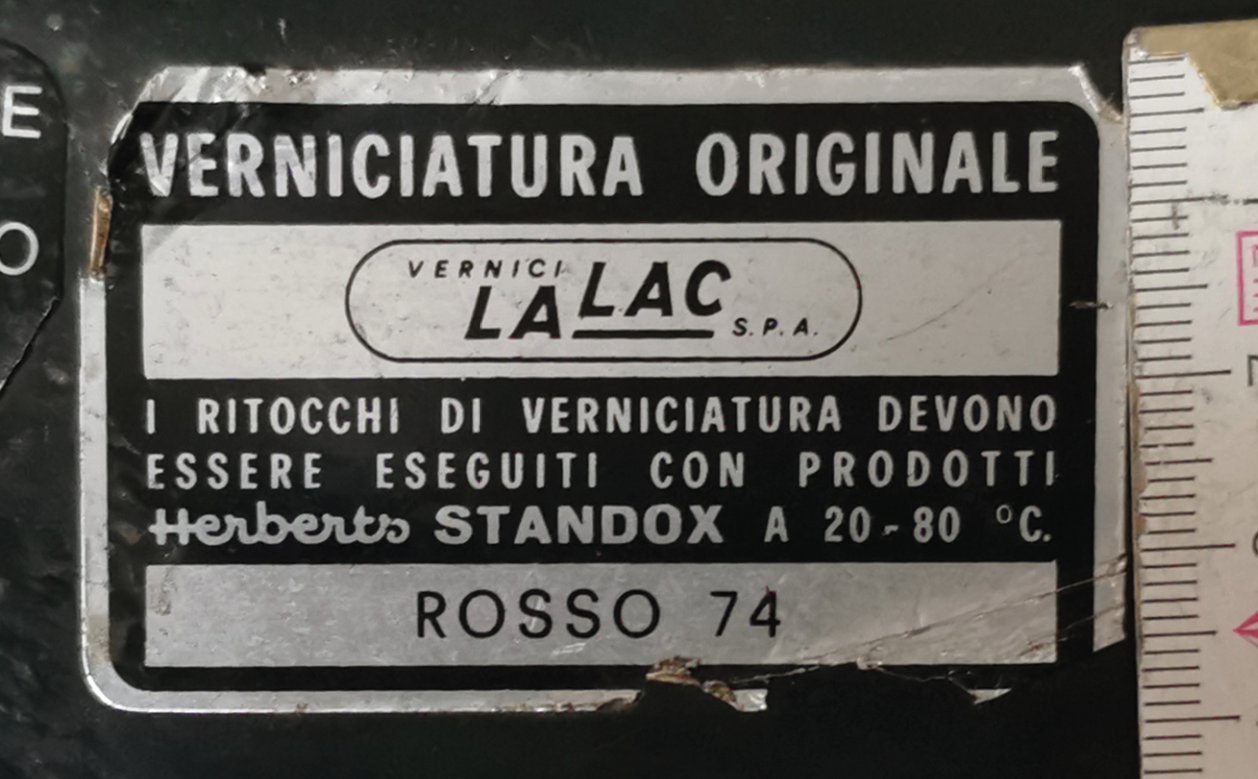 E
O
VERNICIATURA ORIGINALE
VERNICI
LALAC S.P.A.
I RITOCCHI DI VERNICIATURA DEVONO
ESSERE ESEGUITI CON PRODOTTI
Herberts STANDOX A 20-80 °C.
ROSSO 74